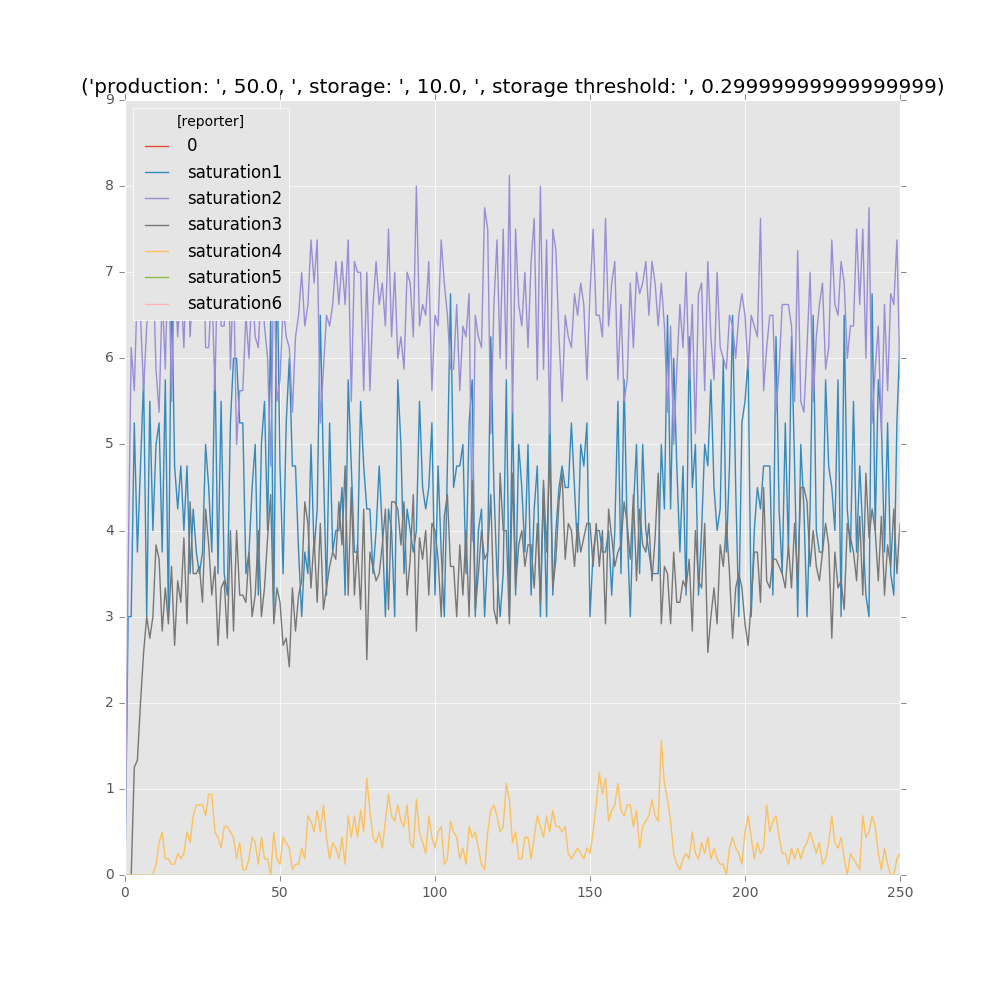 ('production: ', 50.0, ', storage: ', 10.0, ', storage threshold: ', 0.29999999999999999)
9
8
7
6
5
4
3
2
1
0
[reporter]
0
saturation1
saturation2
saturation3
saturation4
saturation5
saturation6
0 50 100 150 200 250